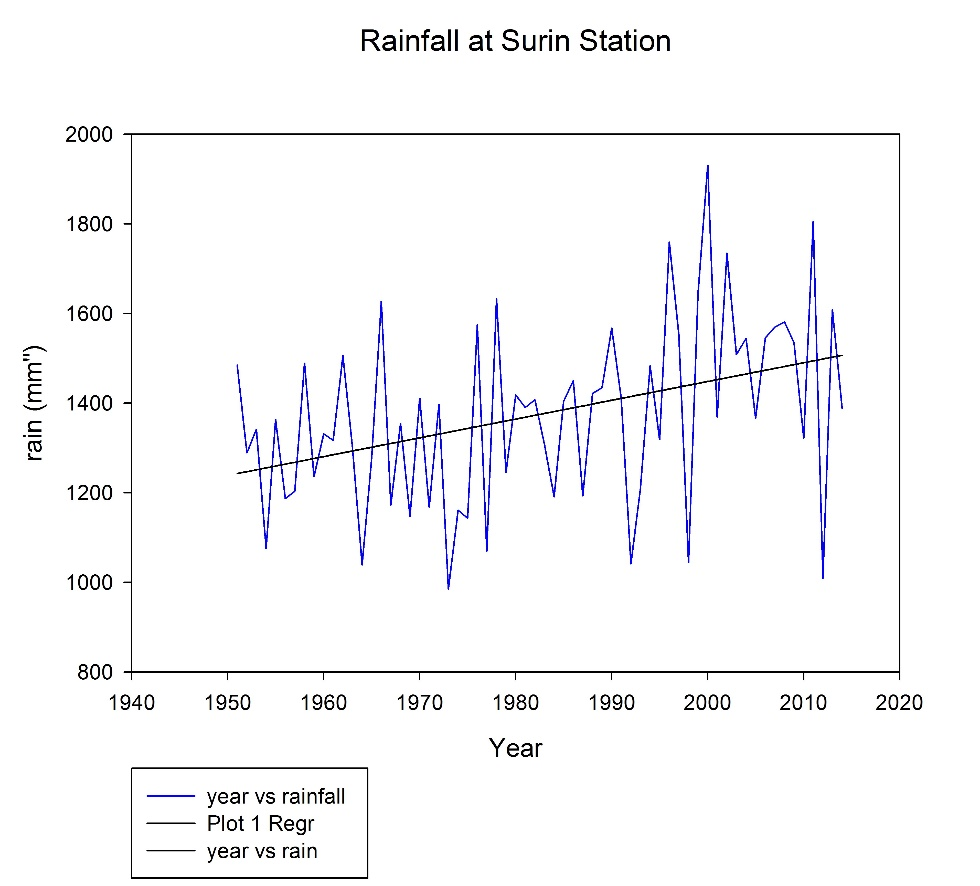 Rainfall at Surin Station
2000
1800
1600
1400
1200
1000
800
rain (mm")
1940 1950 1960 1970 1980 1990 2000 2010 2020
Year
year vs rainfall
Plot 1 Regr
year vs rain